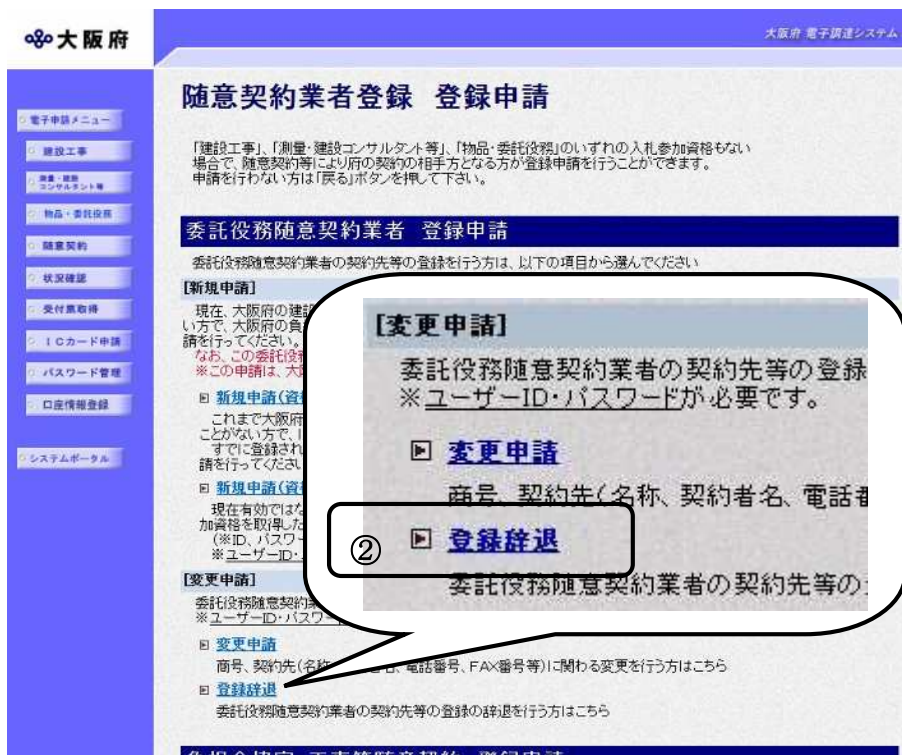 大阪府
大阪府 電子調達システム
電子申請メニュー
建設工事
測量・建設
コンサルタント等
物品・委託役務
随意契約
状況確認
受付票取得
ICカード申請
パスワード管理
口座情報登録
システムポータル
随意契約業者登録 登録申請
「建設工事」、「測量・建設コンサルタント等」、「物品・委託役務」のいずれの入札参加資格もない
場合で、随意契約等により府の契約の相手方となる方が登録申請を行うことができます。
申請を行わない方は「戻る」ボタンを押して下さい。
委託役務随意契約業者 登録申請
委託役務随意契約業者の契約先等の登録を行う方は、以下の項目から選んでください
[新規申請]
現在、大阪府の建設
い方で、大阪府の負
請を行ってください。
なお、この委託役務
※この申請は、大阪
新規申請(資
これまで大阪府
ことがない方で、
すでに登録され
請を行ってください
新規申請(資
現在有効ではな
加資格を取得した
(※ID、パスワー
※ユーザーID・
[変更申請]
委託役務随意契約業
※ユーザーID・パスワー
変更申請
商号、契約先(名称、電話番号、FAX番号等)に関わる変更を行う方はこちら
登録辞退
委託役務随意契約業者の契約先等の登録の辞退を行う方はこちら
[変更申請]
委託役務随意契約業者の契約先等の登録
※ユーザーID・パスワードが必要です。
変更申請
商号、契約先(名称、契約者名、電話番
② 登録辞退
委託役務随意契約業者の契約先等の